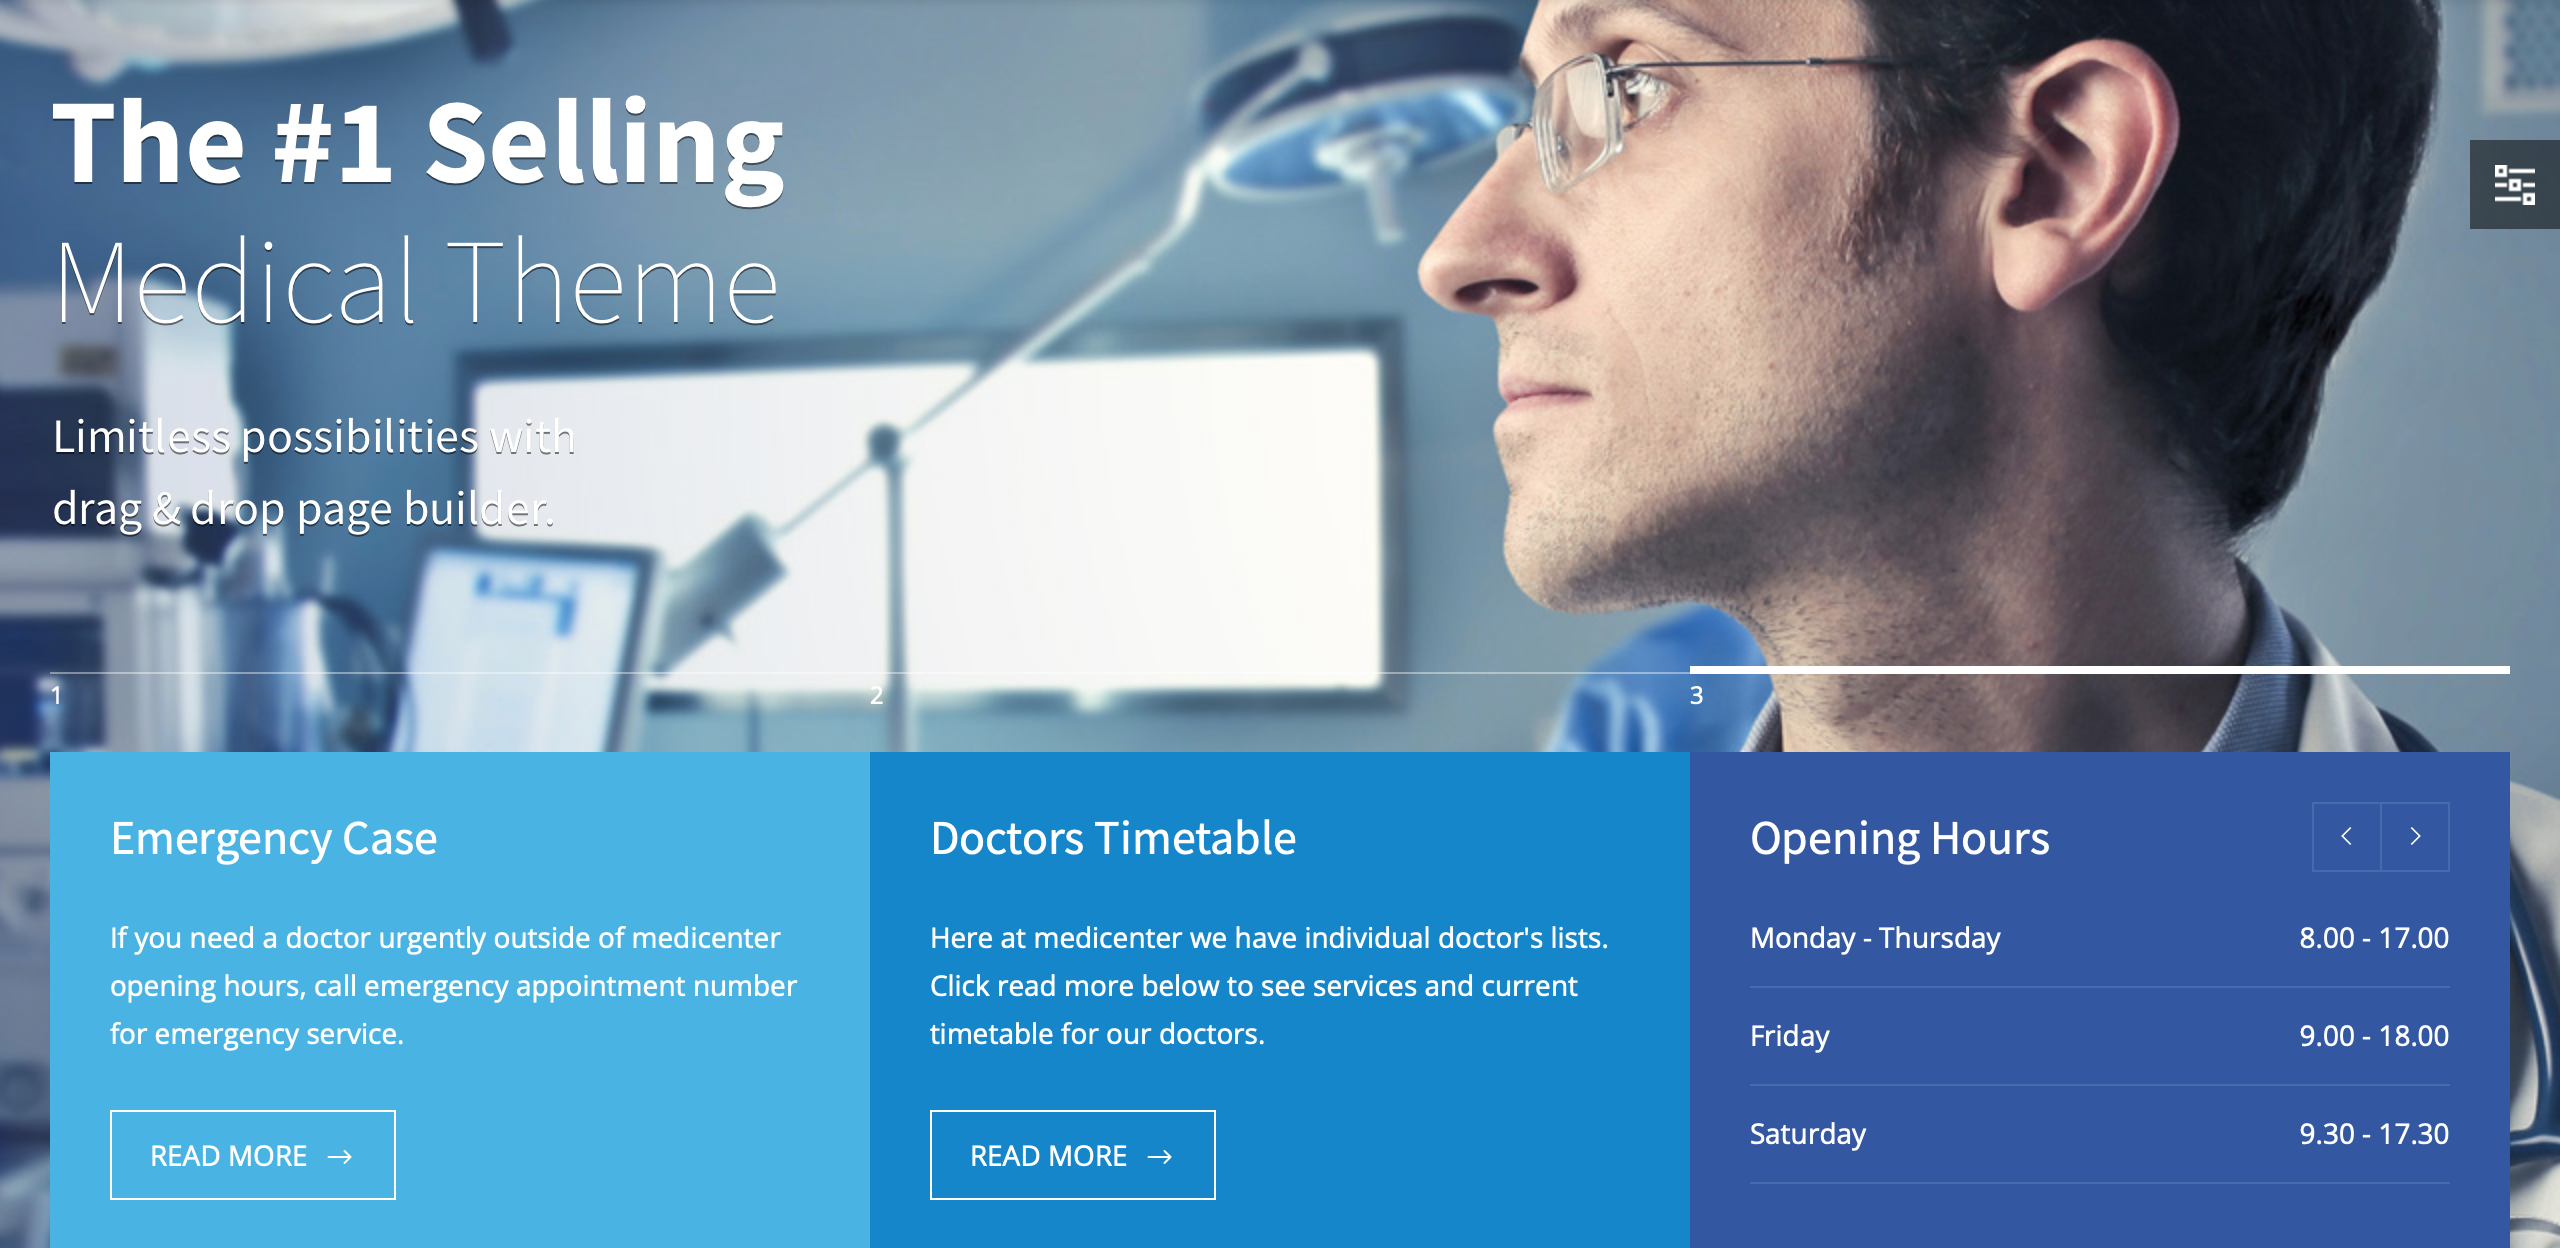 The #1 Selling
Medical Theme
Limitless possibilities with
drag & drop page builder.
1
2
3
Emergency Case
If you need a doctor urgently outside of medicenter
opening hours, call emergency appointment number
for emergency service.
READ MORE →
Doctors Timetable
Here at medicenter we have individual doctor's lists.
Click read more below to see services and current
timetable for our doctors.
READ MORE →
Opening Hours
Monday - Thursday 8.00 - 17.00
Friday 9.00 - 18.00
Saturday 9.30 - 17.30